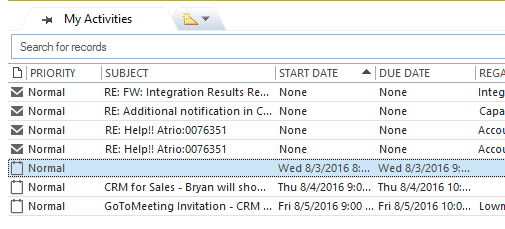 My Activities
Search for records
PRIORITY SUBJECT START DATE DUE DATE REGA
Normal RE: FW: Integration Results Re... None None Integ
Normal RE: Additional notification in C... None None Capa
Normal RE: Help!! Atrio:0076351 None None Accou
Normal RE: Help!! Atrio:0076351 None None Accou
Normal Wed 8/3/2016 8:... Wed 8/3/2016 9:...
Normal CRM for Sales - Bryan will sho... Thu 8/4/2016 9:0... Thu 8/4/2016 10:...
Normal GoToMeeting Invitation - CRM ... Fri 8/5/2016 9:00 ... Fri 8/5/2016 10:0... Lown